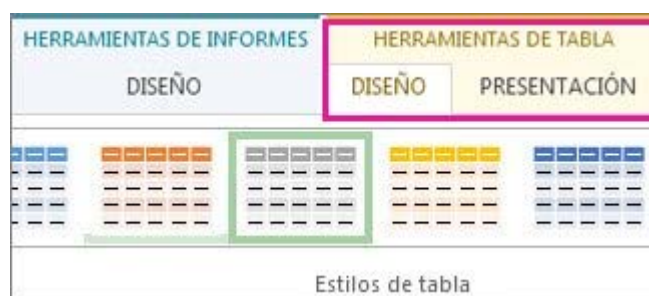 HERRAMIENTAS DE INFORMES HERRAMIENTAS DE TABLA
DISEÑO DISEÑO PRESENTACIÓN
Estilos de tabla